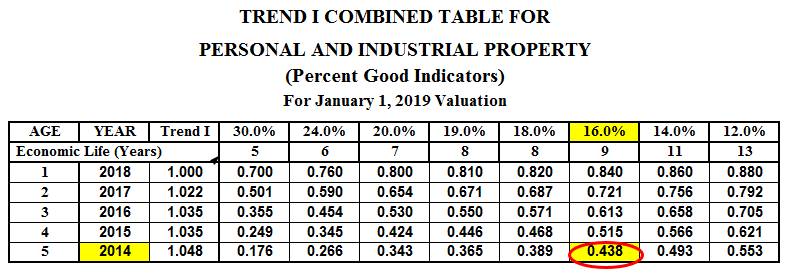 TREND I COMBINED TABLE FOR
PERSONAL AND INDUSTRIAL PROPERTY
(Percent Good Indicators)
For January 1, 2019 Valuation
AGE YEAR Trend I 30.0% 24.0% 20.0% 19.0% 18.0% 16.0% 14.0% 12.0%
Economic Life (Years) 5 6 7 8 8 9 11 13
1 2018 1.000 0.700 0.760 0.800 0.810 0.820 0.840 0.860 0.880
2 2017 1.022 0.501 0.590 0.654 0.671 0.687 0.721 0.756 0.792
3 2016 1.035 0.355 0.454 0.530 0.550 0.571 0.613 0.658 0.705
4 2015 1.035 0.249 0.345 0.424 0.446 0.468 0.515 0.566 0.621
5 2014 1.048 0.176 0.266 0.343 0.365 0.389 0.438 0.493 0.553